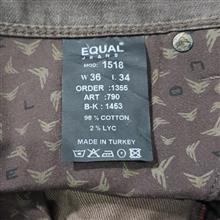 EQUAL
JEANS
MOD: 1518
W 36 L 34
ORDER : 1355
ART : 790
B-K : 1453
98 % COTTON
2 % LYC
MADE IN TURKEY